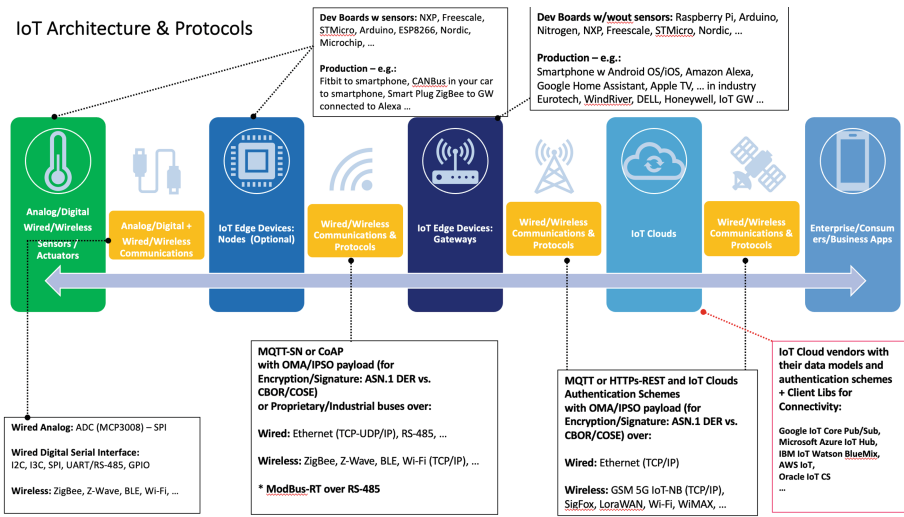 IoT Architecture & Protocols
Dev Boards w sensors: NXP, Freescale,
STMicro, Arduino, ESP8266, Nordic,
Microchip, …
Production – e.g.:
Fitbit to smartphone, CANBus in your car
to smartphone, Smart Plug ZigBee to GW
connected to Alexa …
Dev Boards w/wout sensors: Raspberry Pi, Arduino,
Nitrogen, NXP, Freescale, STMicro, Nordic, …
Production – e.g.:
Smartphone w Android OS/iOS, Amazon Alexa,
Google Home Assistant, Apple TV, … in industry
Eurotech, WindRiver, DELL, Honeywell, IoT GW …
Analog/Digital
Wired/Wireless
Sensors /
Actuators
Analog/Digital +
Wired/Wireless
Communications
IoT Edge Devices:
Nodes (Optional)
Wired/Wireless
Communications &
Protocols
IoT Edge Devices:
Gateways
Wired/Wireless
Communications
& Protocols
IoT Clouds
Wired/Wireless
Communications &
Protocols
Enterprise/Consum
ers/Business Apps
Wired Analog: ADC (MCP3008) – SPI
Wired Digital Serial Interface:
I2C, I3C, SPI, UART/RS-485, GPIO
Wireless: ZigBee, Z-Wave, BLE, Wi-Fi, …
MQTT-SN or CoAP
with OMA/IPSO payload (for
Encryption/Signature: ASN.1 DER vs.
CBOR/COSE)
or Proprietary/Industrial buses over:
Wired: Ethernet (TCP-UDP/IP), RS-485, …
Wireless: ZigBee, Z-Wave, BLE, Wi-Fi (TCP/IP), …
* ModBus-RT over RS-485
MQTT or HTTPs-REST and IoT Clouds
Authentication Schemes
with OMA/IPSO payload (for
Encryption/Signature: ASN.1 DER vs.
CBOR/COSE) over:
Wired: Ethernet (TCP/IP)
Wireless: GSM 5G IoT-NB (TCP/IP),
SigFox, LoraWAN, Wi-Fi, WiMAX, …
IoT Cloud vendors with
their data models and
authentication schemes
+ Client Libs for
Connectivity:
Google IoT Core Pub/Sub,
Microsoft Azure IoT Hub,
IBM IoT Watson BlueMix,
AWS IoT,
Oracle IoT CS
…